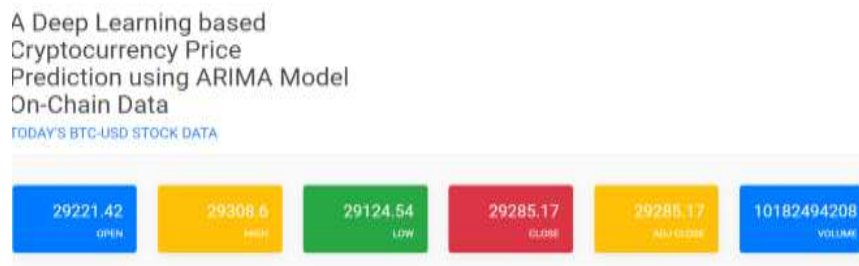 A Deep Learning based
Cryptocurrency Price
Prediction using ARIMA Model
On-Chain Data
TODAY'S BTC-USD STOCK DATA
29221.42 29308.6 29124.54 29285.17 29285.17 10182494208
OPEN HIGH LOW CLOSE ADJ CLOSE VOLUME